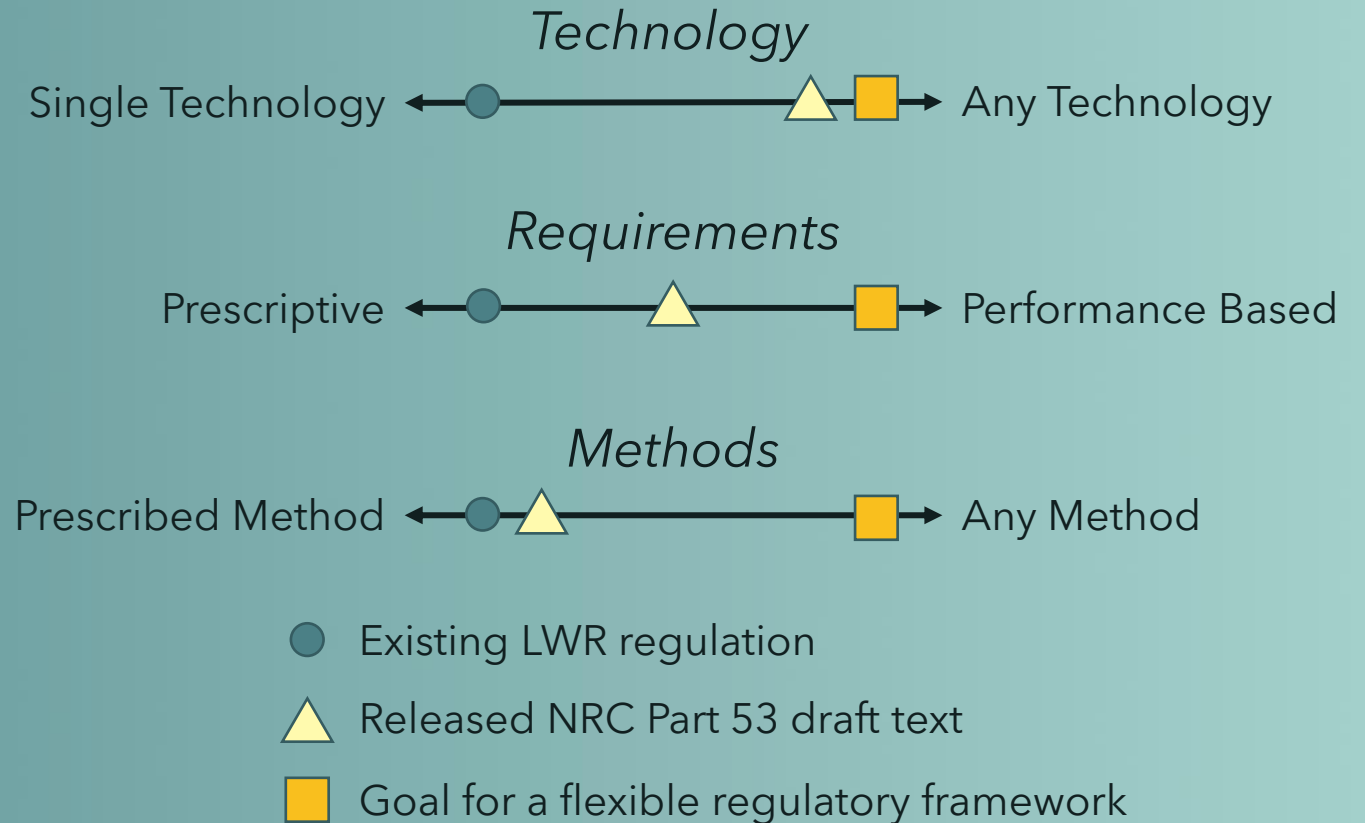 Technology
Single Technology
Any Technology
Requirements
Prescriptive
Performance Based
Methods
Prescribed Method
Any Method
Existing LWR regulation
Released NRC Part 53 draft text
Goal for a flexible regulatory framework